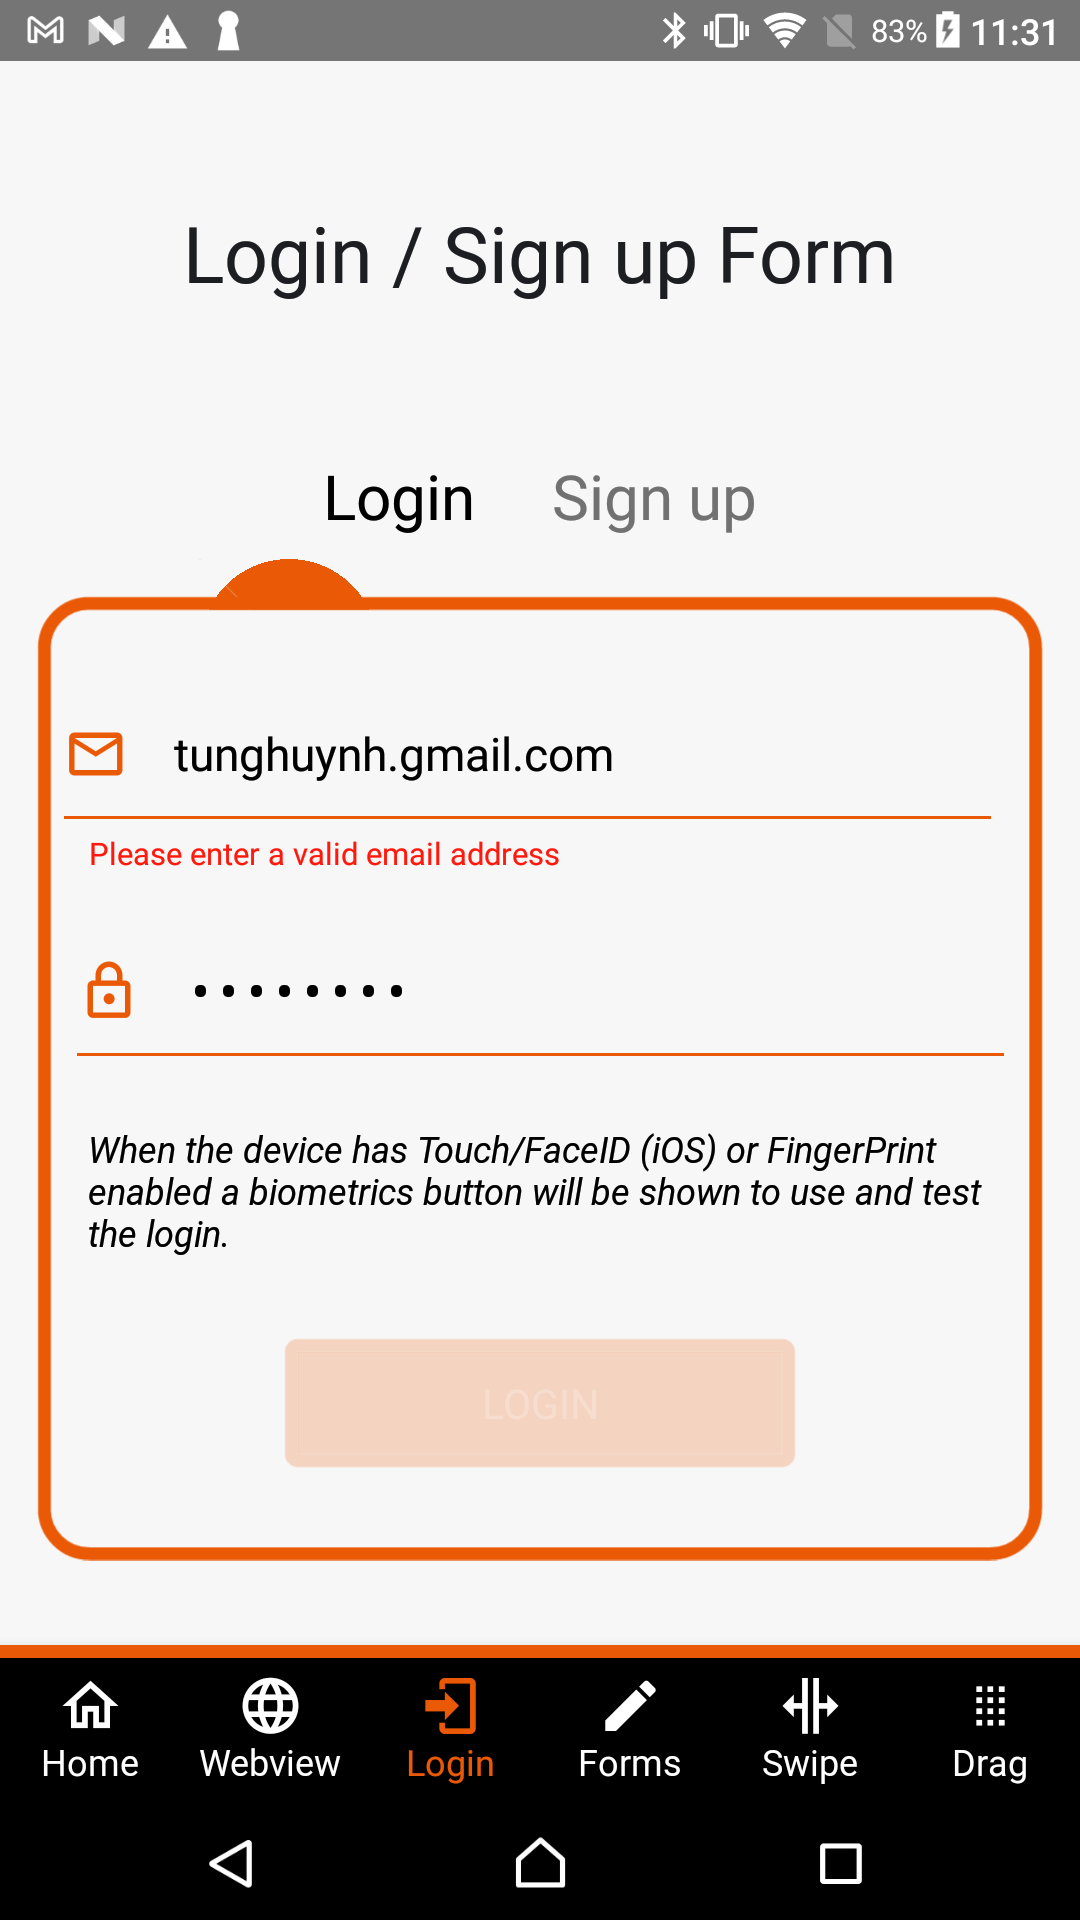 83% 11:31
Login / Sign up Form
Login Sign up
tunghuynh.gmail.com
Please enter a valid email address
••••••••
When the device has Touch/FaceID (iOS) or FingerPrint
enabled a biometrics button will be shown to use and test
the login.
LOGIN
Home Webview Login Forms Swipe Drag